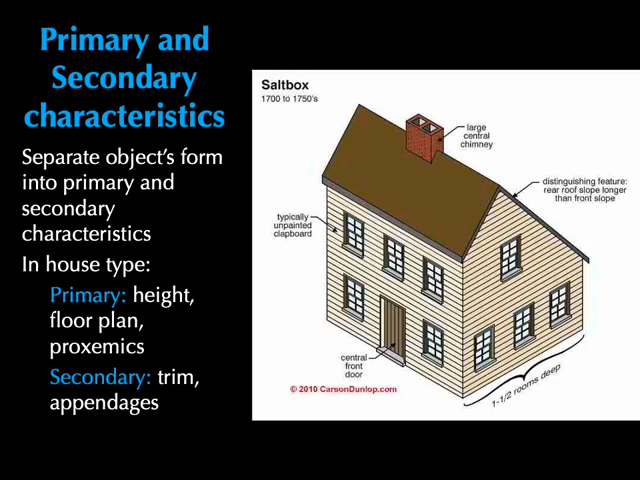 Primary and
Secondary
characteristics
Separate object's form
into primary and
secondary
characteristics
In house type:
Primary: height,
floor plan,
proxemics
Secondary: trim,
appendages
Saltbox
1700 to 1750's
large
central
chimney
distinguishing feature:
rear roof slope longer
than front slope
typically
unpainted
clapboard
central
front
door
1-1/2 rooms deep
© 2010 CarsonDunlop.com